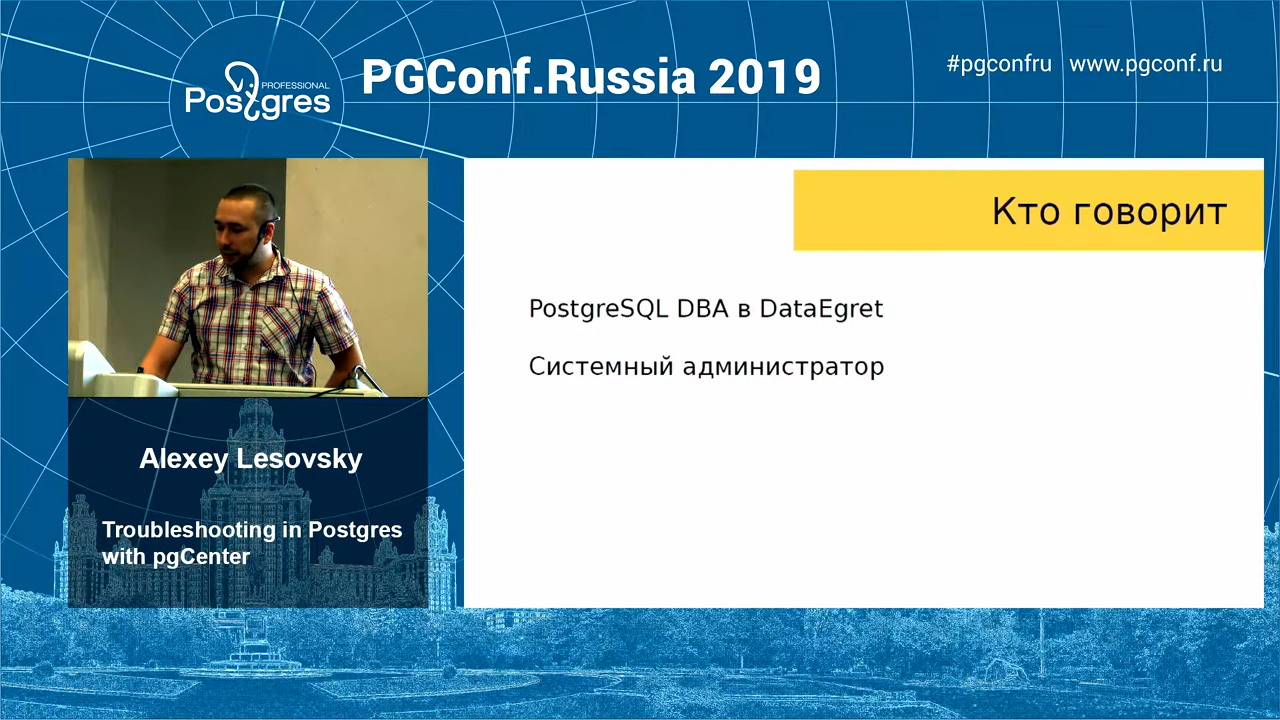 PROFESSIONAL
Postgres
PGConf.Russia 2019
#pgconfru www.pgconf.ru
Кто говорит
PostgreSQL DBA в DataEgret
Системный администратор
Alexey Lesovsky
Troubleshooting in Postgres
with pgCenter